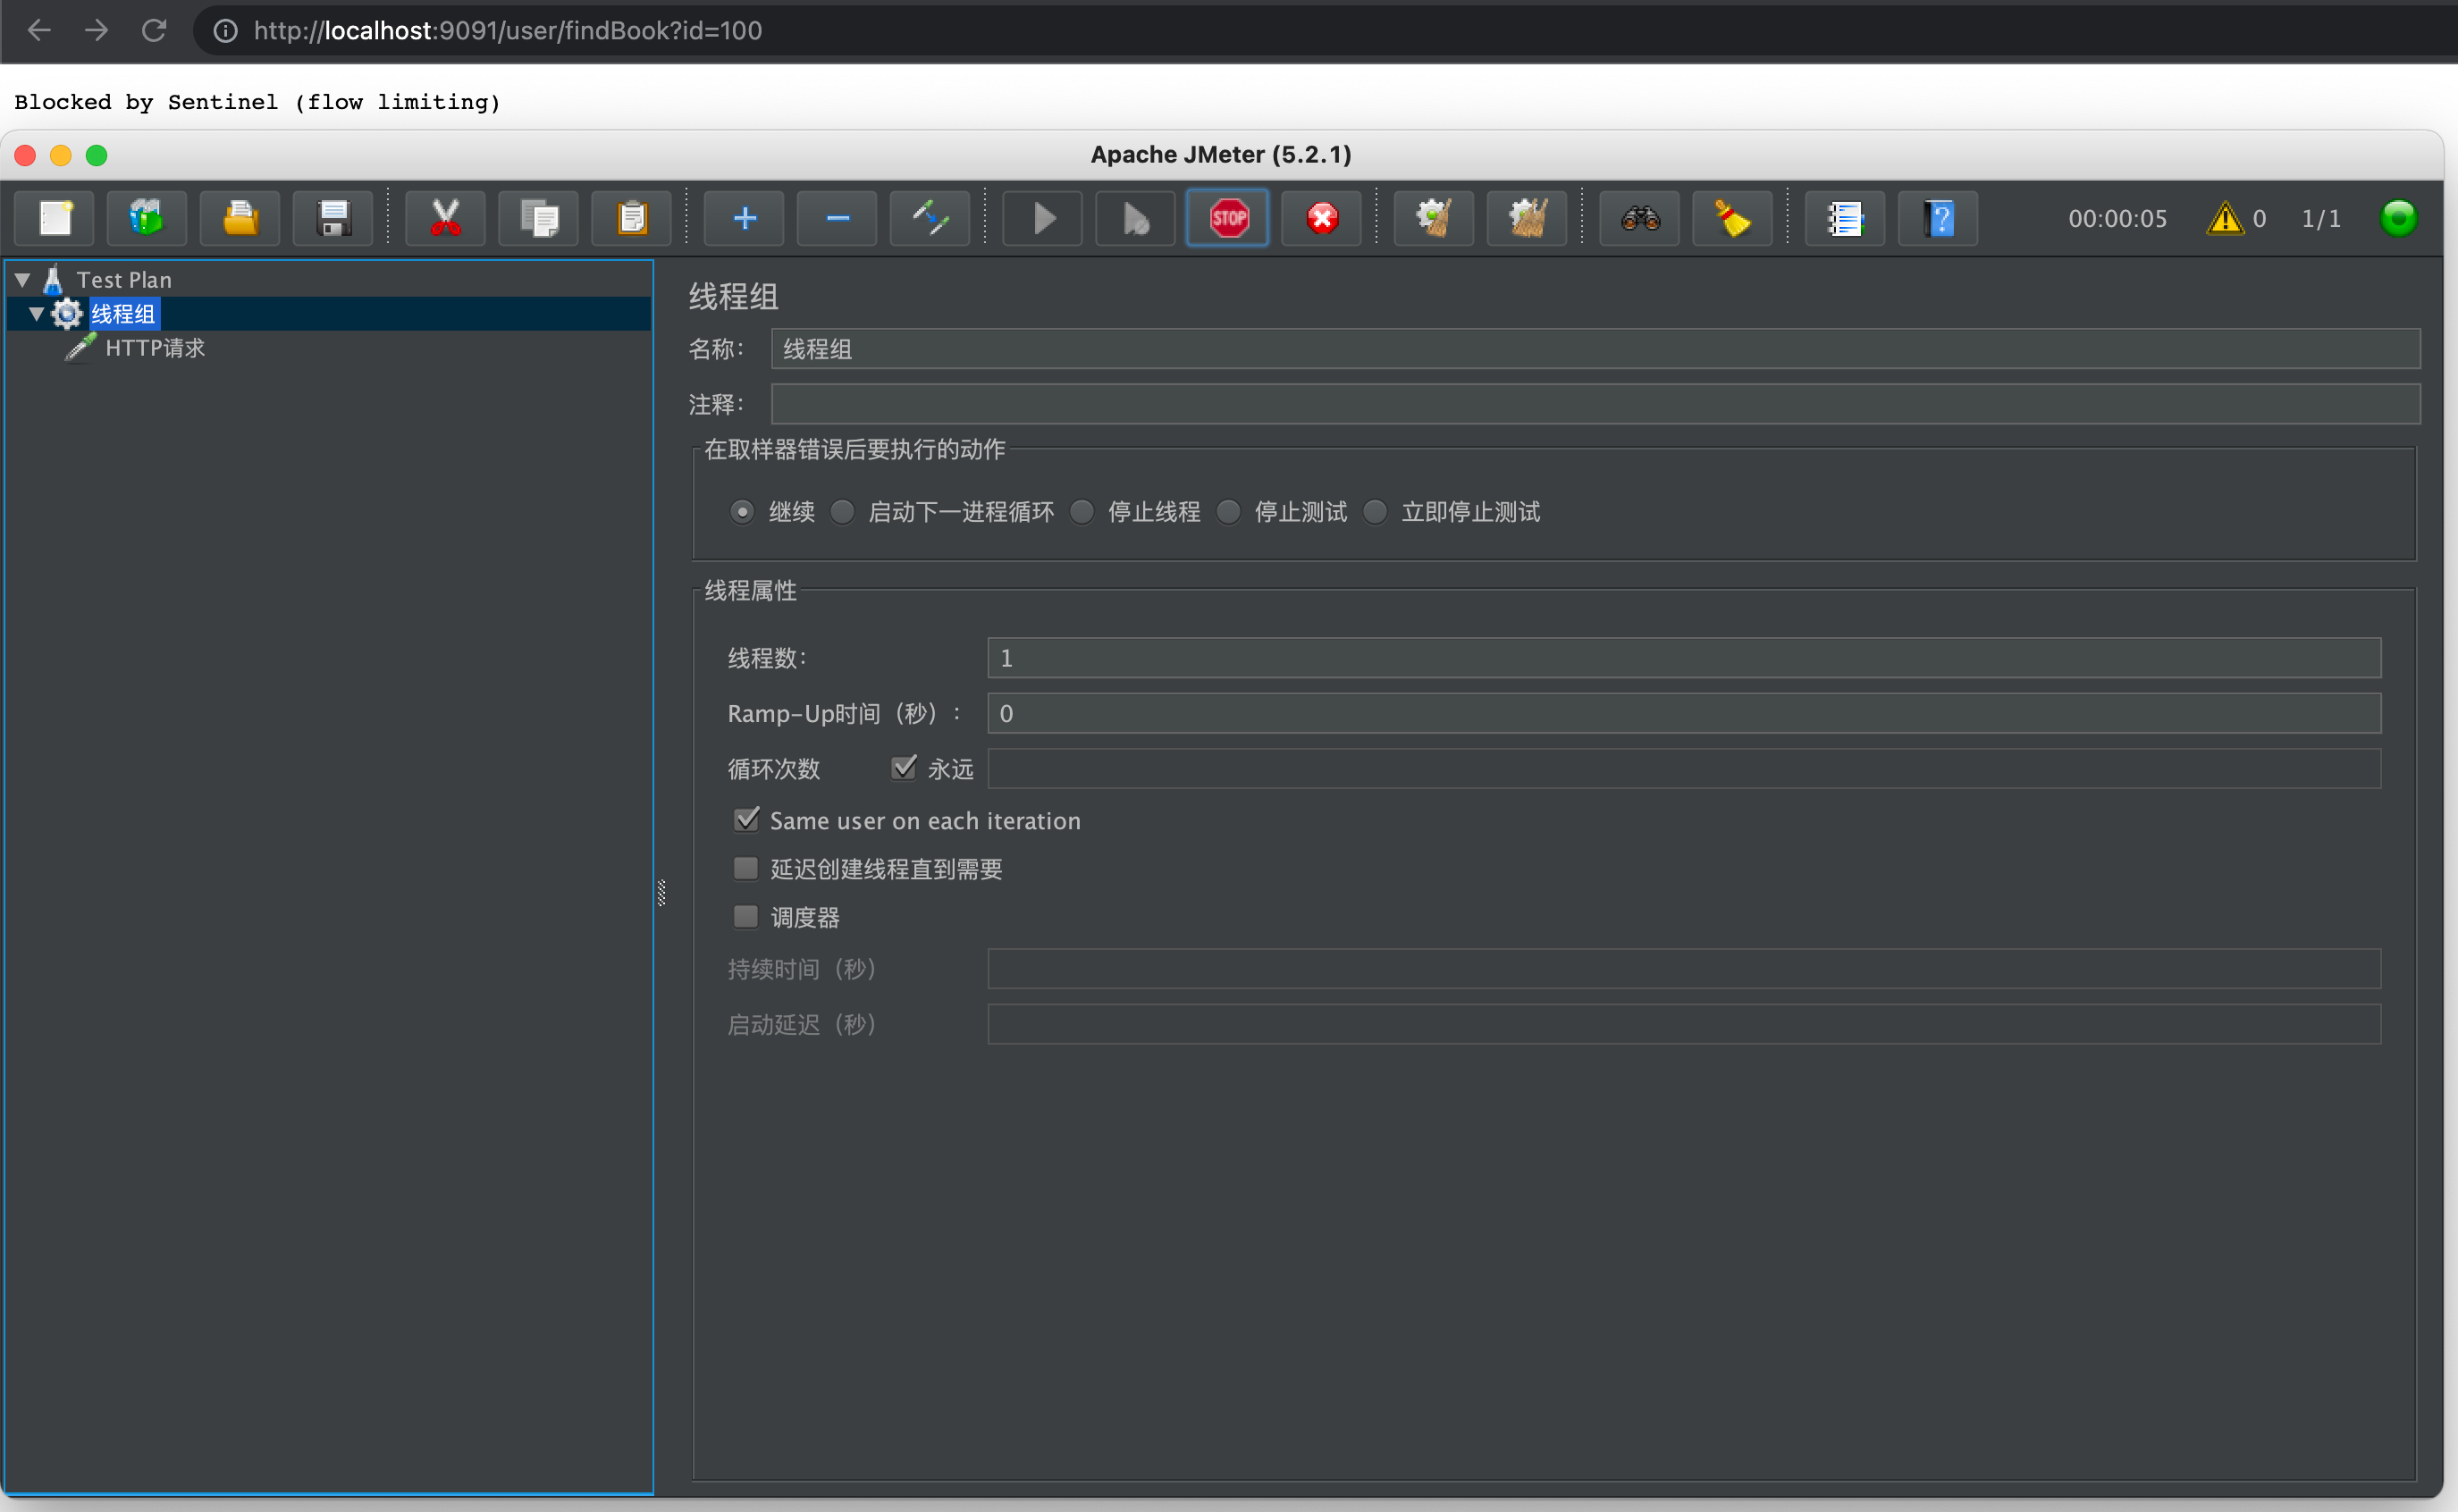 http://localhost:9091/user/findBook?id=100
Blocked by Sentinel (flow limiting)
Apache JMeter (5.2.1)
STOP
00:00:05 0 1/1
Test Plan
线程组
HTTP请求
线程组
名称： 线程组
注释：
在取样器错误后要执行的动作
继续 启动下一进程循环 停止线程 停止测试 立即停止测试
线程属性
线程数： 1
Ramp-Up时间（秒）： 0
循环次数 永远
Same user on each iteration
延迟创建线程直到需要
调度器
持续时间（秒）
启动延迟（秒）